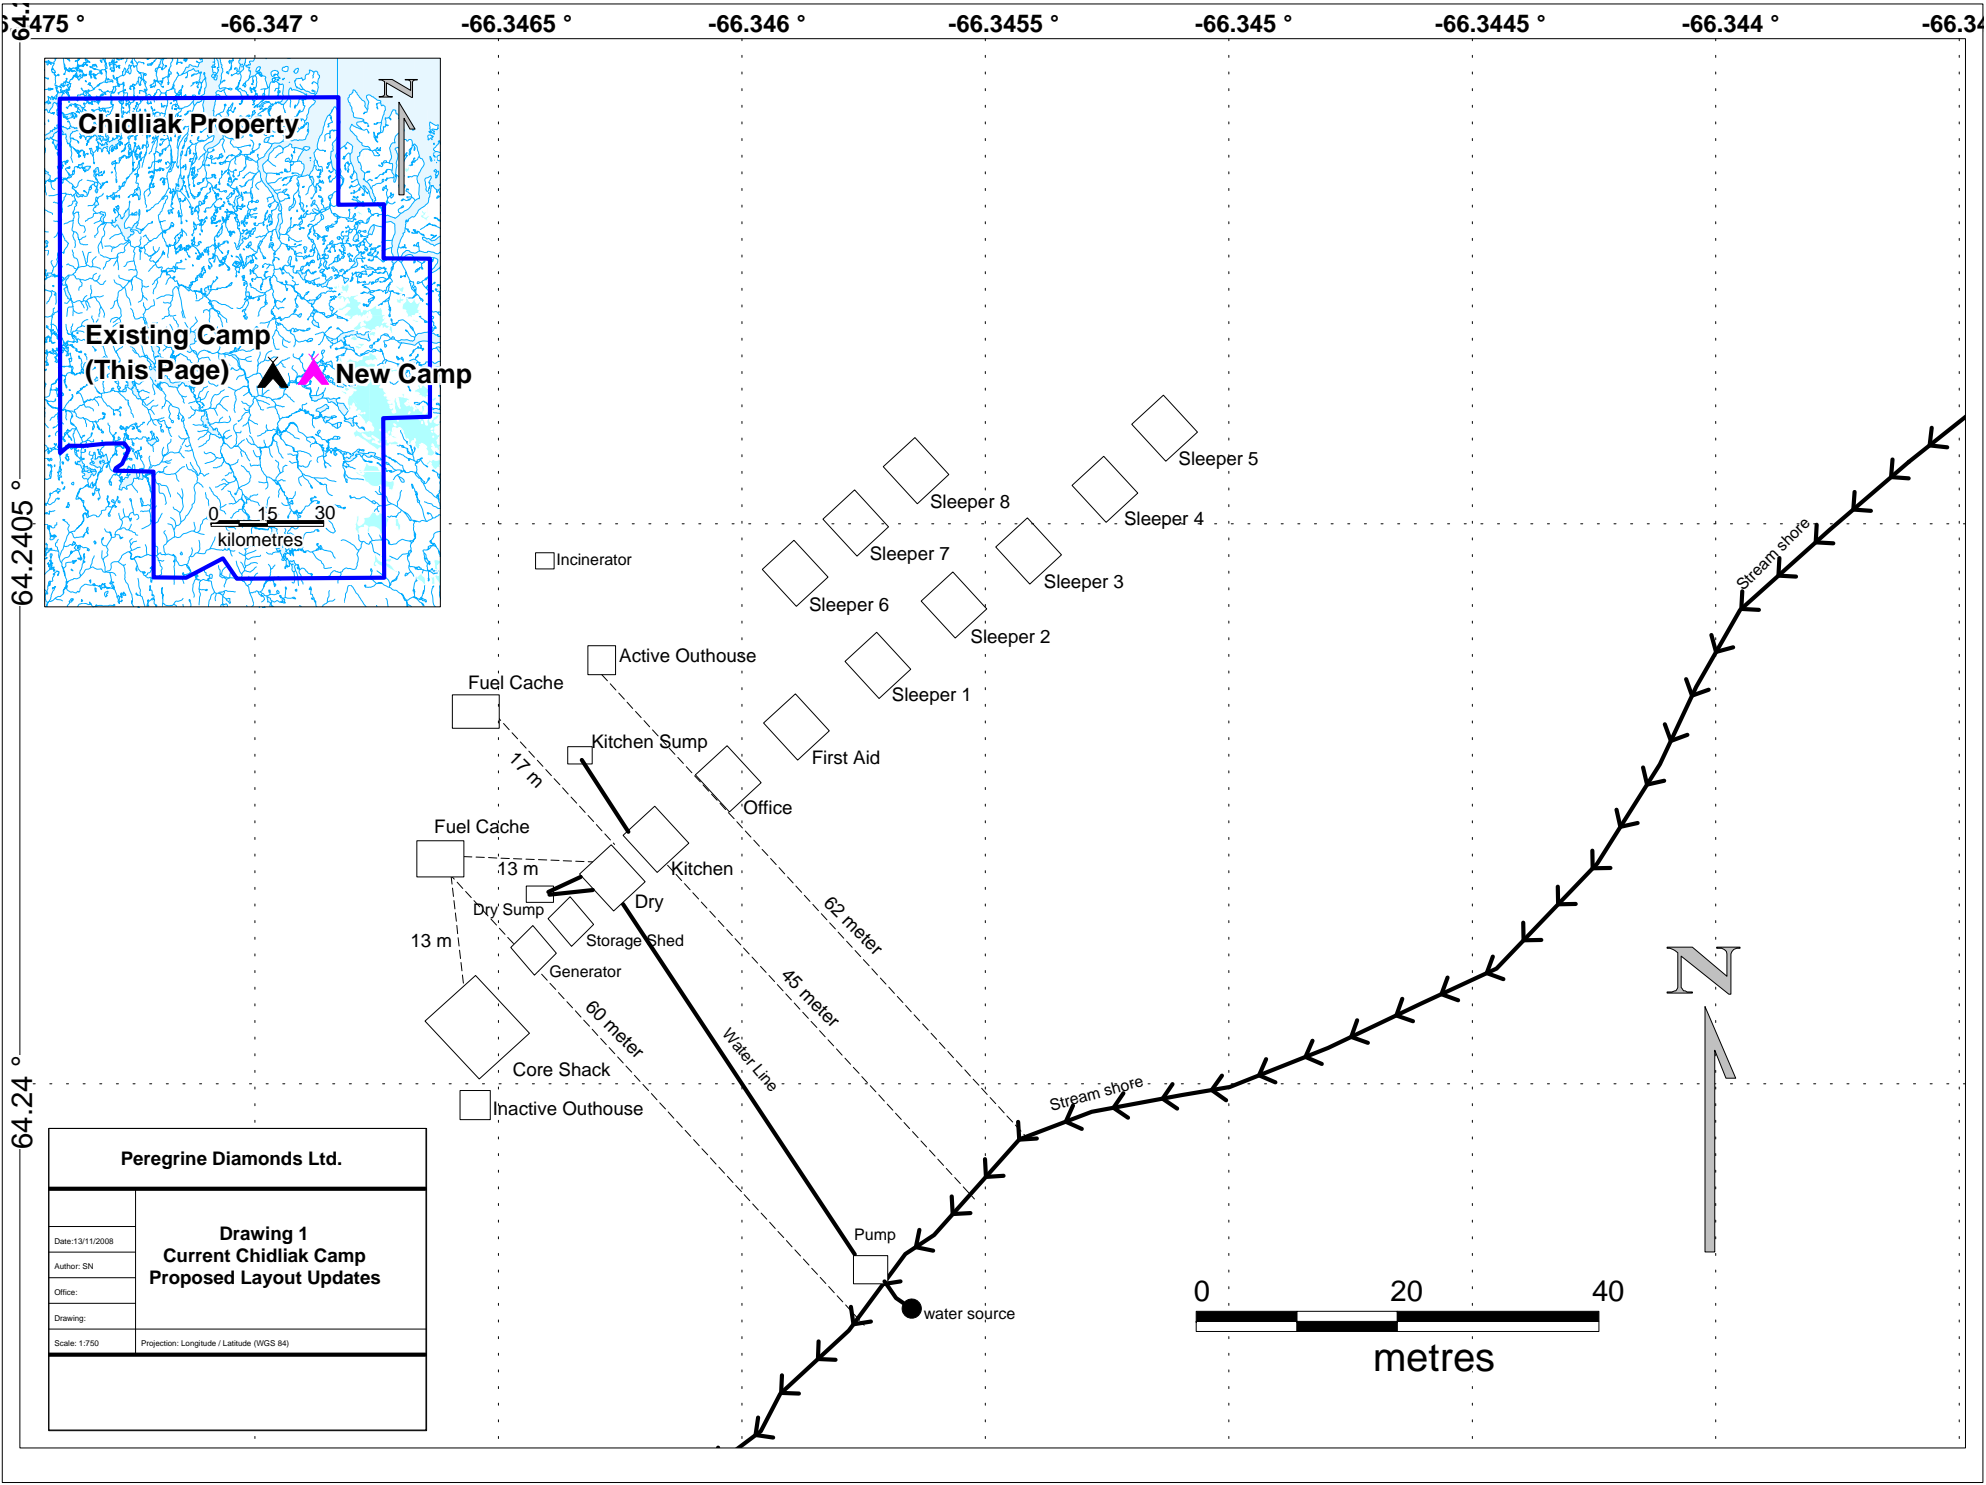 475 °
-66.347 °
-66.3465 °
-66.346 °
-66.3455 °
-66.345 °
-66.3445 °
-66.344 °
-66.34
64.2
N
Chidliak Property
Existing Camp
(This Page)
New Camp
0 15 30
kilometres
64.2405 °
64.24 °
Sleeper 5
Sleeper 8
Sleeper 4
Sleeper 7
Incinerator
Sleeper 3
Sleeper 6
Sleeper 2
Stream shore
Active Outhouse
Fuel Cache
Sleeper 1
Kitchen Sump
First Aid
17 m
Office
Fuel Cache
13 m
Kitchen
Dry
Dry Sump
62 meter
13 m
Storage Shed
Generator
45 meter
60 meter
Water Line
Core Shack
Stream shore
Inactive Outhouse
N
Pump
water source
0 20 40
metres
Peregrine Diamonds Ltd.
Drawing 1
Current Chidliak Camp
Proposed Layout Updates
Date:13/11/2008
Author: SN
Office:
Drawing:
Scale: 1:750
Projection: Longitude / Latitude (WGS 84)